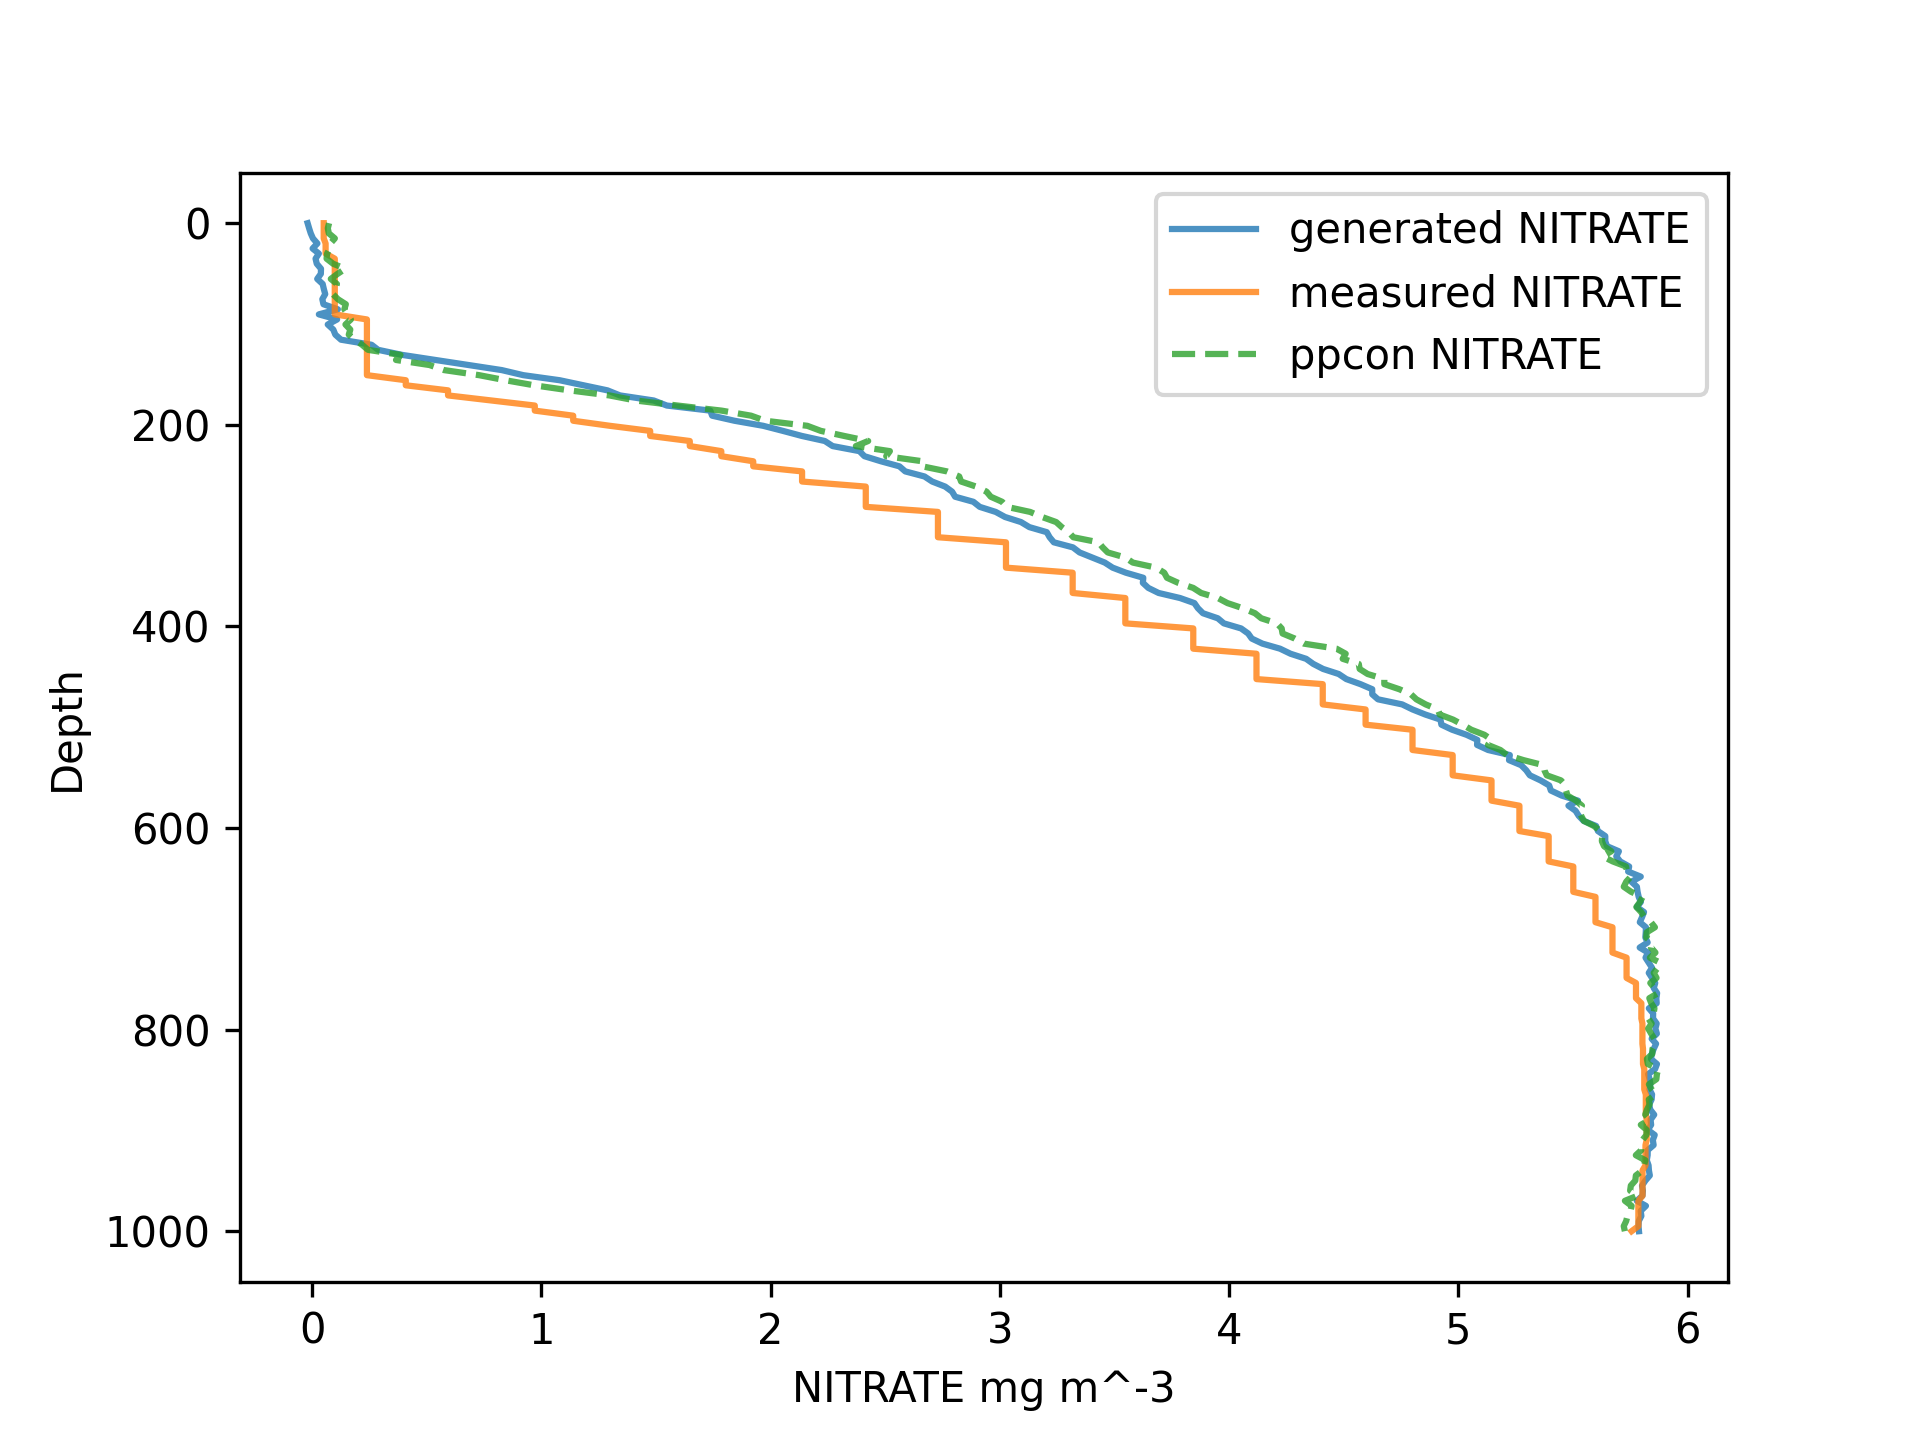 generated NITRATE
measured NITRATE
ppcon NITRATE
0
200
400
600
800
1000
Depth
0 1 2 3 4 5 6
NITRATE mg m^-3